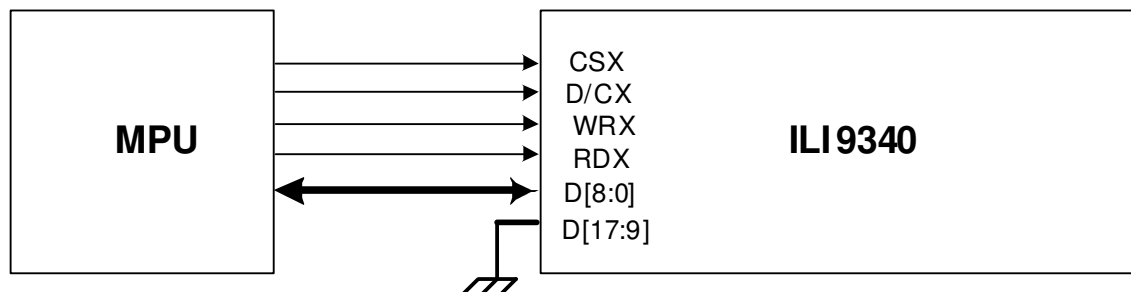 MPU
CSX
D/CX
WRX
RDX
D[8:0]
D[17:9]
ILI9340